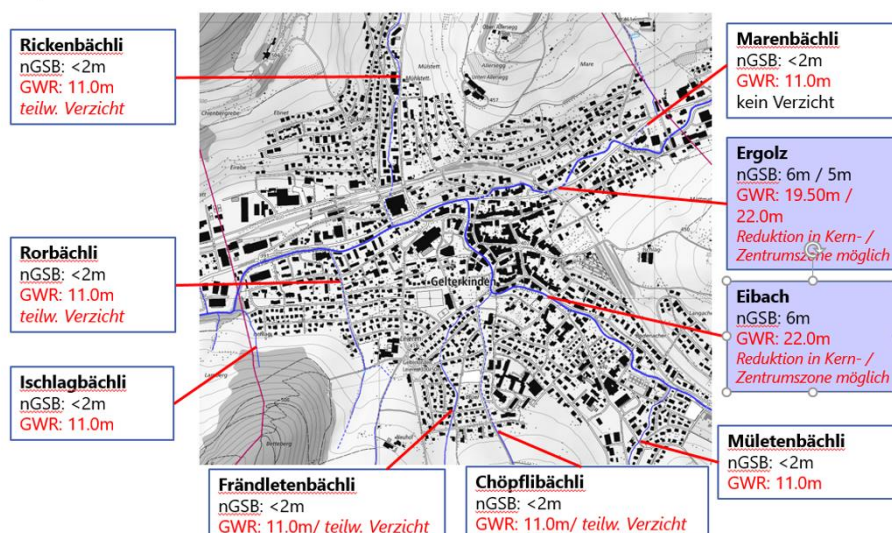 Rickenbächli
nGSB: <2m
GWR: 11.0m
teilw. Verzicht
Marenbächli
nGSB: <2m
GWR: 11.0m
kein Verzicht
Ergolz
nGSB: 6m / 5m
GWR: 19.50m /
22.0m
Reduktion in Kern- /
Zentrumszone möglich
Rorbächli
nGSB: <2m
GWR: 11.0m
teilw. Verzicht
Gelterkinden
Eibach
nGSB: 6m
GWR: 22.0m
Reduktion in Kern- /
Zentrumszone möglich
Ischlagbächli
nGSB: <2m
GWR: 11.0m
Mületenbächli
nGSB: <2m
GWR: 11.0m
Frändletenbächli
nGSB: <2m
GWR: 11.0m/ teilw. Verzicht
Chöpflibächli
nGSB: <2m
GWR: 11.0m/ teilw. Verzicht